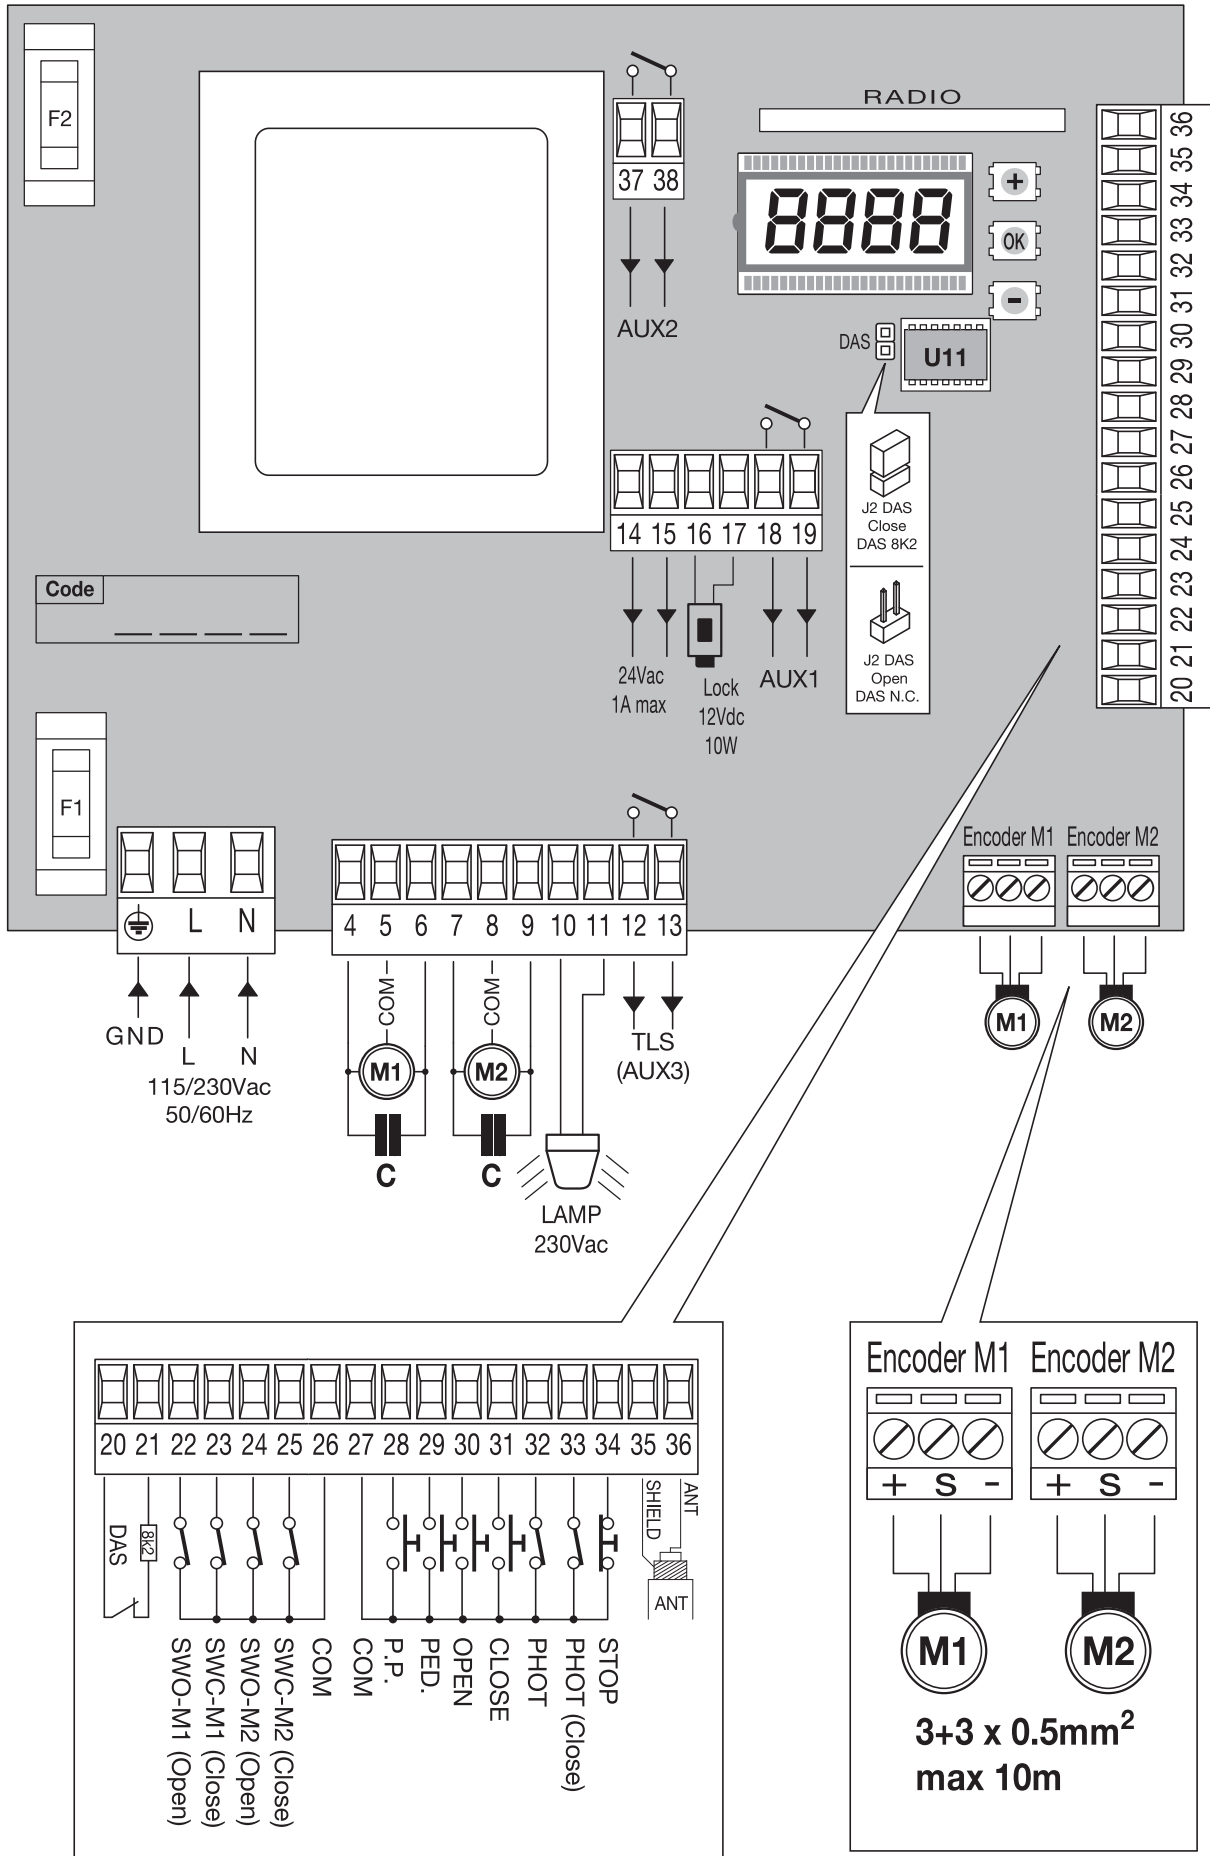 F2
37 38
AUX2
RADIO
8888
+
OK
-
DAS
U11
36
35
34
33
32
31
30
29
28
27
26
25
24
23
22
21
20
J2 DAS
Close
DAS 8K2
J2 DAS
Open
DAS N.C.
14 15 16 17 18 19
24Vac
1A max
Lock
12Vdc
10W
AUX1
Code
F1
L N
GND
L N
115/230Vac
50/60Hz
4 5 6 7 8 9 10 11 12 13
COM
COM
M1
M2
C
C
LAMP
230Vac
TLS
(AUX3)
Encoder M1 Encoder M2
M1
M2
20 21 22 23 24 25 26 27 28 29 30 31 32 33 34 35 36
DAS
8k2
SHIELD
ANT
ANT
SWO-M1 (Open)
SWC-M1 (Close)
SWO-M2 (Open)
SWC-M2 (Close)
COM
COM
P.P.
PED.
OPEN
CLOSE
PHOT
PHOT (Close)
STOP
Encoder M1 Encoder M2
+ S - + S -
M1
M2
3+3 x 0.5mm²
max 10m